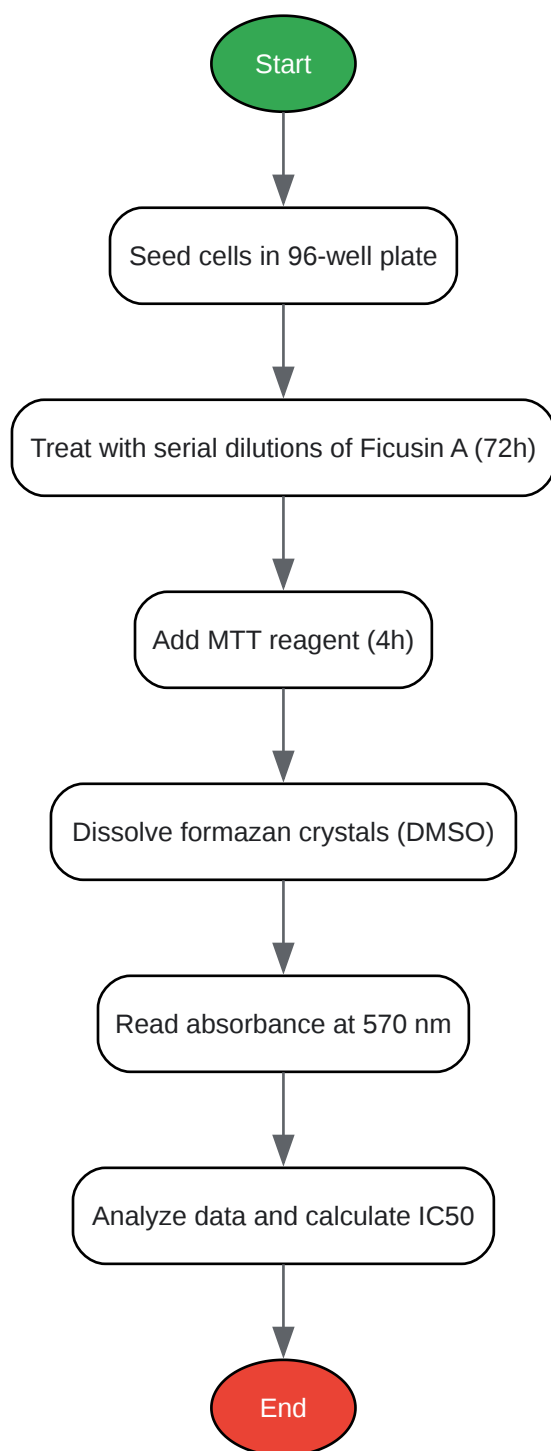 Start
Seed cells in 96-well plate
Treat with serial dilutions of Ficusin A (72h)
Add MTT reagent (4h)
Dissolve formazan crystals (DMSO)
Read absorbance at 570 nm
Analyze data and calculate IC50
End